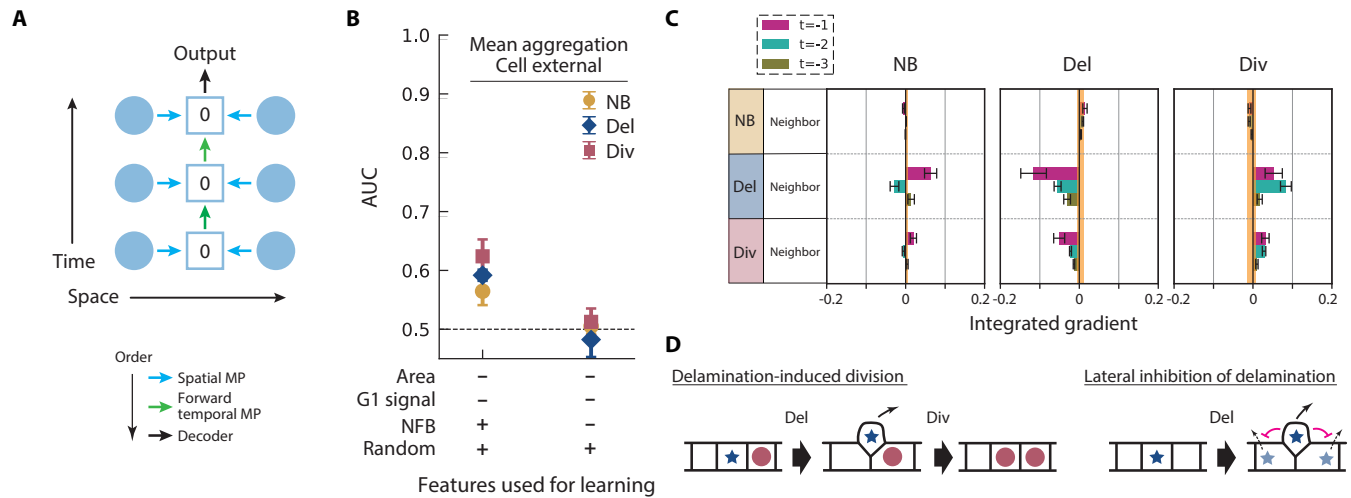 A
Output
0
0
0
Time
Space
Order
Spatial MP
Forward
temporal MP
Decoder
B
Mean aggregation
Cell external
NB
Del
Div
AUC
1.0
0.9
0.8
0.7
0.6
0.5
Area – –
G1 signal – –
NFB + –
Random + +
Features used for learning
C
t=-1
t=-2
t=-3
NB Del Div
NB Neighbor
Del Neighbor
Div Neighbor
-0.2 0 0.2 -0.2 0 0.2 -0.2 0 0.2
Integrated gradient
D
Delamination-induced division
Del Div
Lateral inhibition of delamination
Del